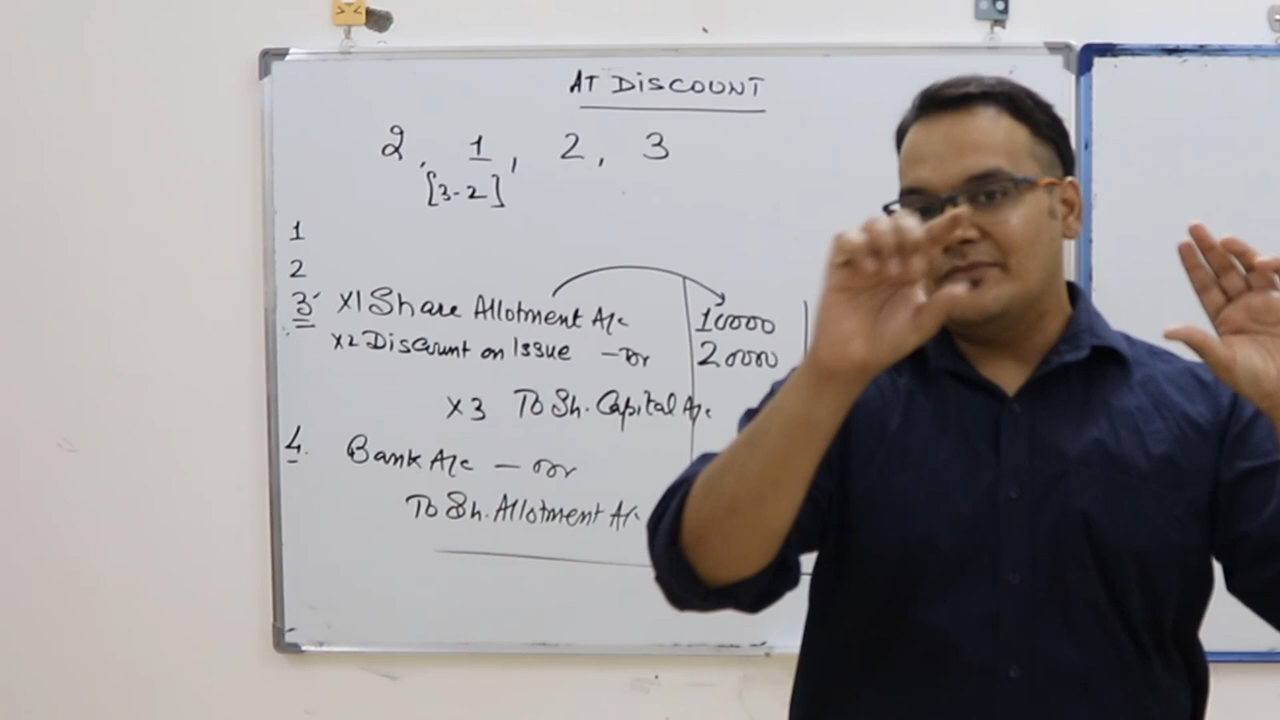 AT DISCOUNT
2, 1, 2, 3
[3-2]
1
2
3 x1 Share Allotment A/c 10000
x2 Discount on Issue - Dr 20000
x3 To Sh. Capital A/c
4. Bank A/c - Dr
To Sh. Allotment A/c